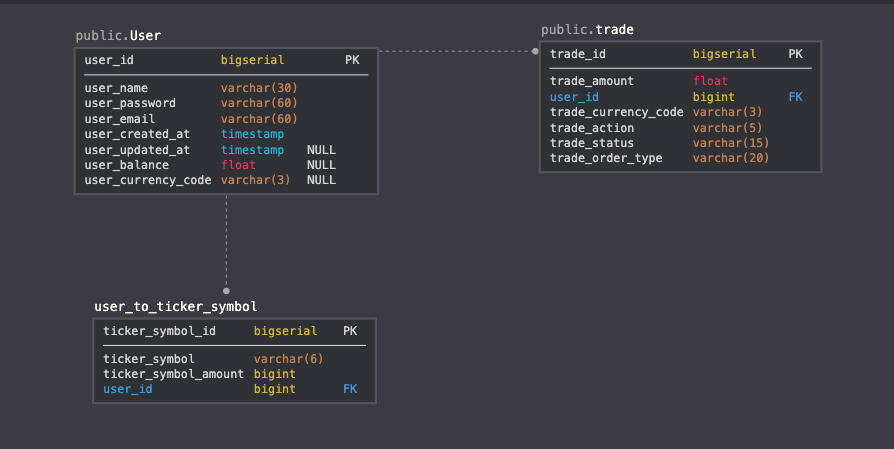 public.User
user_id bigserial PK
user_name varchar(30)
user_password varchar(60)
user_email varchar(60)
user_created_at timestamp
user_updated_at timestamp NULL
user_balance float NULL
user_currency_code varchar(3) NULL
public.trade
trade_id bigserial PK
trade_amount float
user_id bigint FK
trade_currency_code varchar(3)
trade_action varchar(5)
trade_status varchar(15)
trade_order_type varchar(20)
user_to_ticker_symbol
ticker_symbol_id bigserial PK
ticker_symbol varchar(6)
ticker_symbol_amount bigint
user_id bigint FK